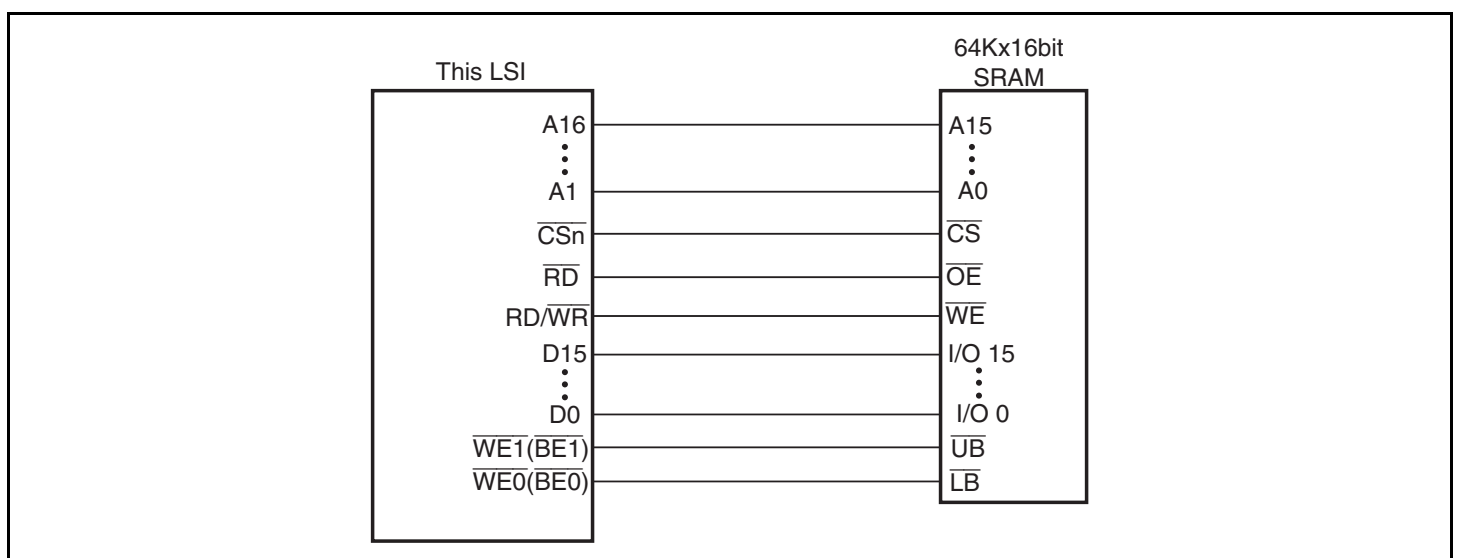 This LSI
64Kx16bit
SRAM
A16
A15
A1
A0
CSn
CS
RD
OE
RD/WR
WE
D15
I/O 15
D0
I/O 0
WE1(BE1)
UB
WE0(BE0)
LB